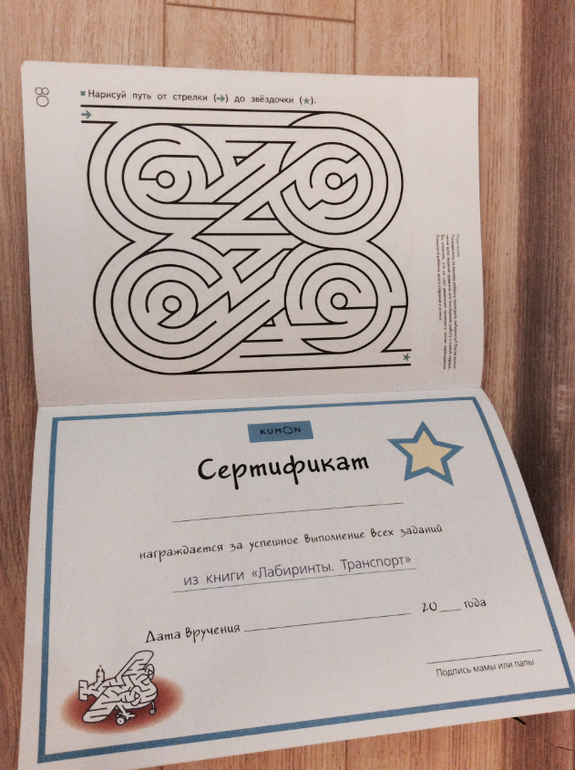 80
Нарисуй путь от стрелки (➔) до звёздочки (★).
KUMON
Сертификат
награждается за успешное выполнение всех заданий
из книги «Лабиринты. Транспорт»
Дата вручения 20 года
Подпись мамы или папы